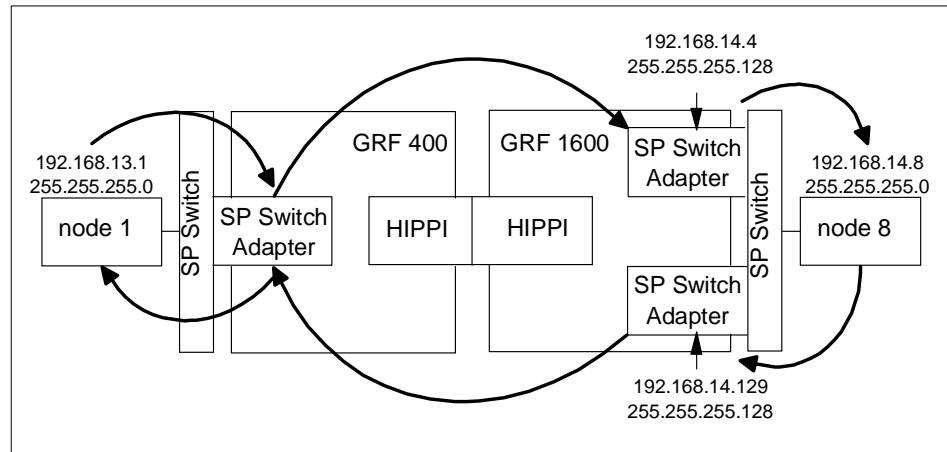 192.168.14.4
255.255.255.128
GRF 400
GRF 1600
192.168.13.1
255.255.255.0
node 1
SP Switch
SP Switch
Adapter
HIPPI
HIPPI
SP Switch
Adapter
SP Switch
Adapter
SP Switch
192.168.14.8
255.255.255.0
node 8
192.168.14.129
255.255.255.128